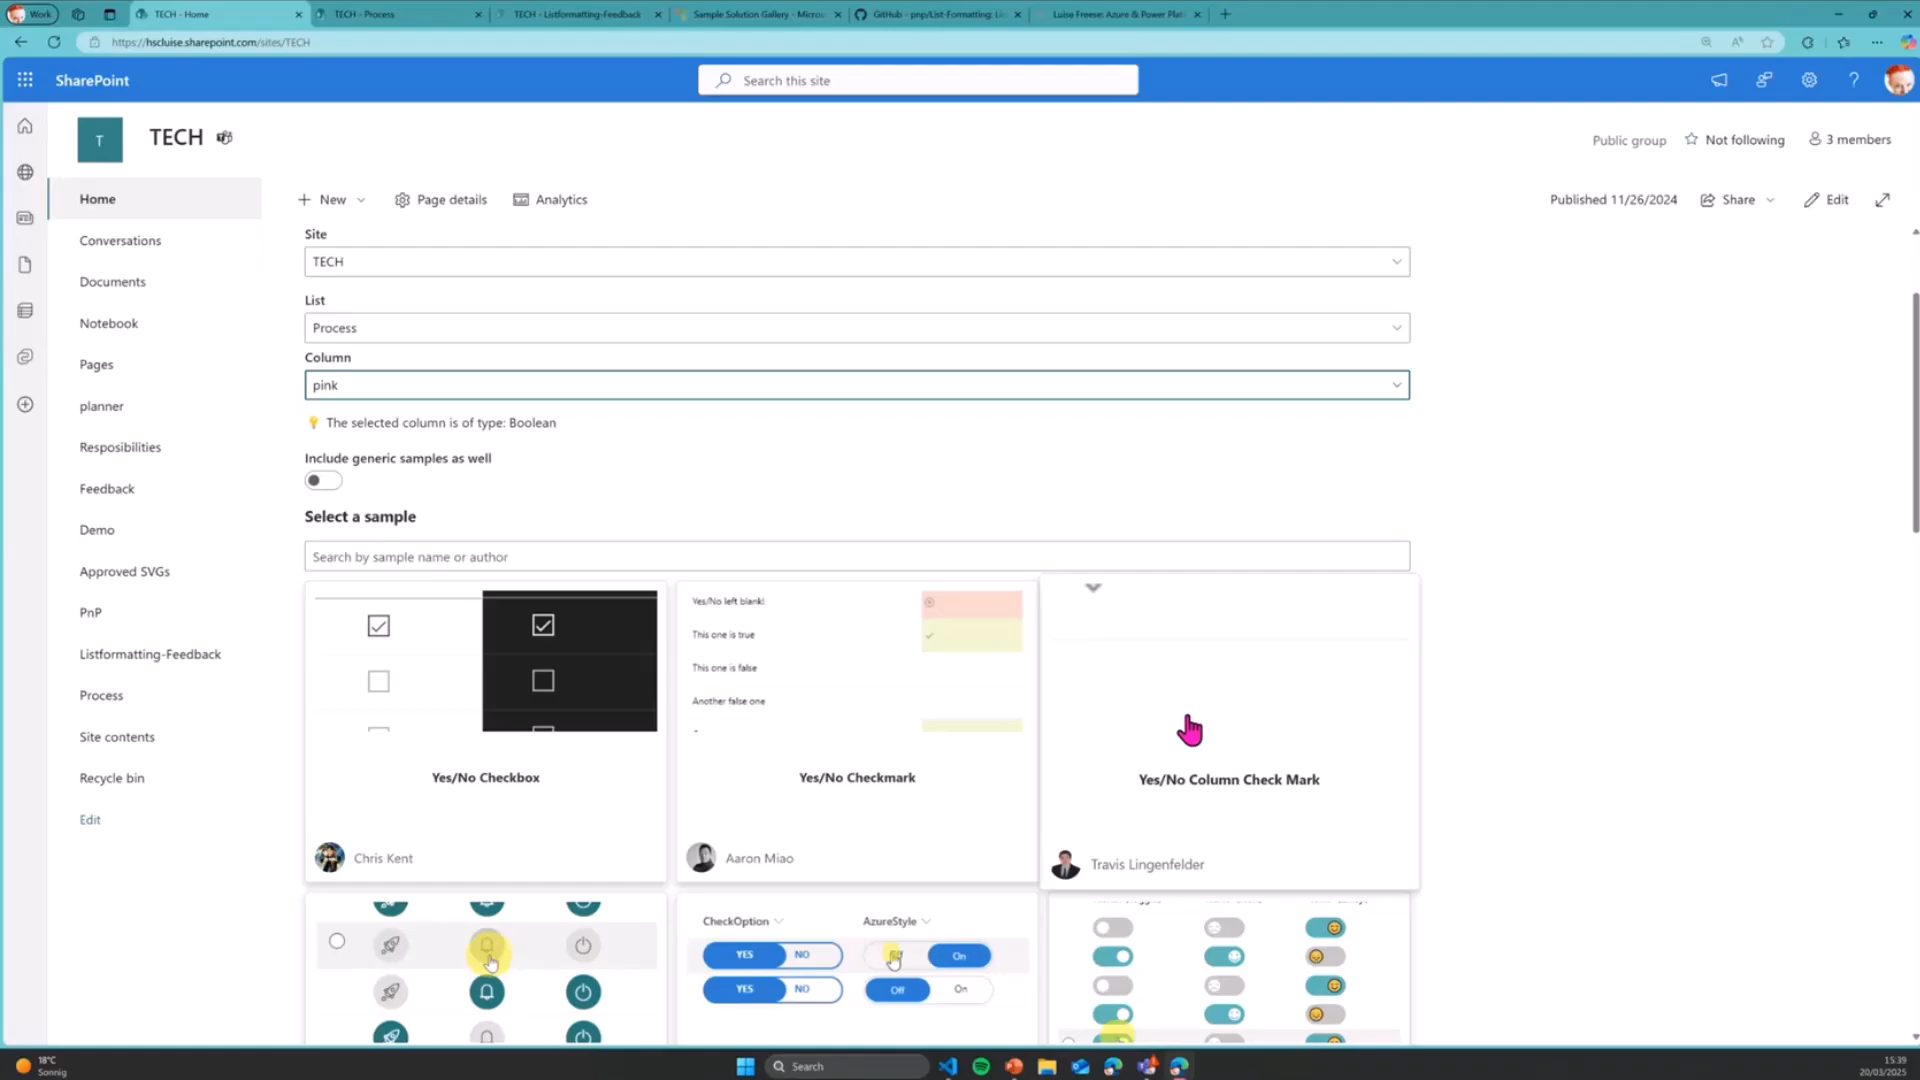 Work
TECH - Home
TECH - Process
TECH - Listformatting-Feedback
Sample Solution Gallery - Micros
GitHub - pnp/List-Formatting: Li
Luise Freese: Azure & Power Plat
https://hscluise.sharepoint.com/sites/TECH
SharePoint
Search this site
T
TECH
Public group
Not following
3 members
Home
Conversations
Documents
Notebook
Pages
planner
Resposibilities
Feedback
Demo
Approved SVGs
PnP
Listformatting-Feedback
Process
Site contents
Recycle bin
Edit
New
Page details
Analytics
Published 11/26/2024
Share
Edit
Site
TECH
List
Process
Column
pink
The selected column is of type: Boolean
Include generic samples as well
Select a sample
Search by sample name or author
Yes/No Checkbox
Chris Kent
Yes/No left blank!
This one is true
This one is false
Another false one
Yes/No Checkmark
Aaron Miao
Yes/No Column Check Mark
Travis Lingenfelder
CheckOption
AzureStyle
YES NO
On
YES NO
Off On
18°C
Sonnig
Search
15:39
20/03/2025